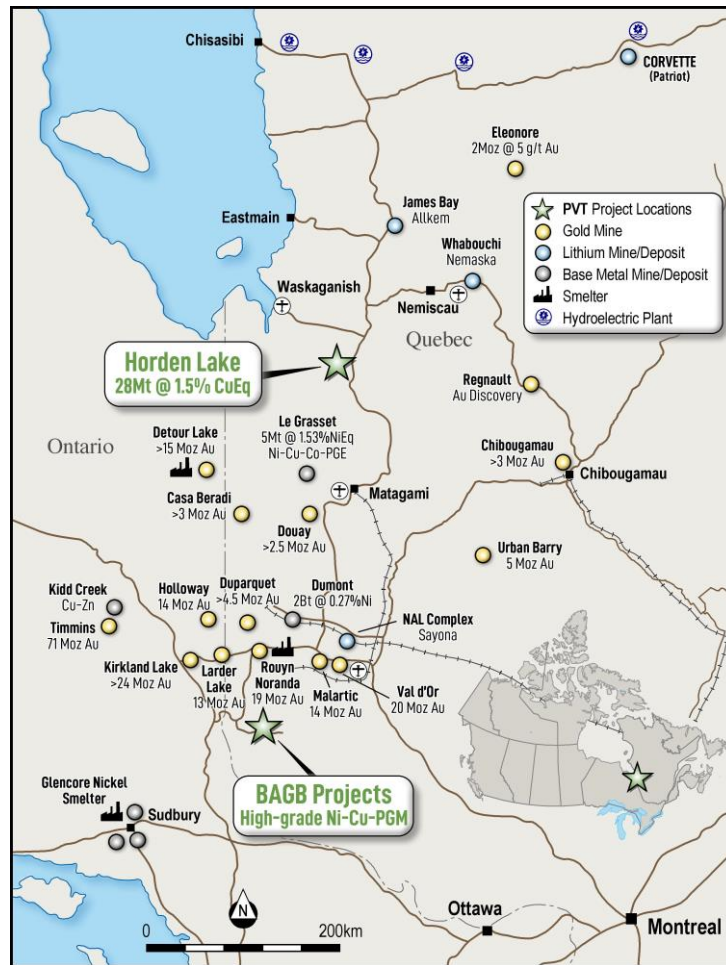 Chisasibi
CORVETTE
(Patriot)
Eleonore
2Moz @ 5 g/t Au
PVT Project Locations
Gold Mine
Lithium Mine/Deposit
Base Metal Mine/Deposit
Smelter
Hydroelectric Plant
James Bay
Allkem
Eastmain
Whabouchi
Nemaska
Waskaganish
Nemiscau
Quebec
Horden Lake
28Mt @ 1.5% CuEq
Regnault
Au Discovery
Ontario
Le Grasset
5Mt @ 1.53%NiEq
Ni-Cu-Co-PGE
Detour Lake
>15 Moz Au
Chibougamau
>3 Moz Au
Chibougamau
Matagami
Casa Beradi
>3 Moz Au
Douay
>2.5 Moz Au
Urban Barry
5 Moz Au
Kidd Creek
Cu-Zn
Holloway
14 Moz Au
Duparquet
>4.5 Moz Au
Dumont
2Bt @ 0.27%Ni
NAL Complex
Sayona
Timmins
71 Moz Au
Kirkland Lake
>24 Moz Au
Larder
Lake
13 Moz Au
Rouyn
Noranda
19 Moz Au
Malartic
14 Moz Au
Val d'Or
20 Moz Au
BAGB Projects
High-grade Ni-Cu-PGM
Glencore Nickel
Smelter
Sudbury
N
0
200km
Ottawa
Montreal